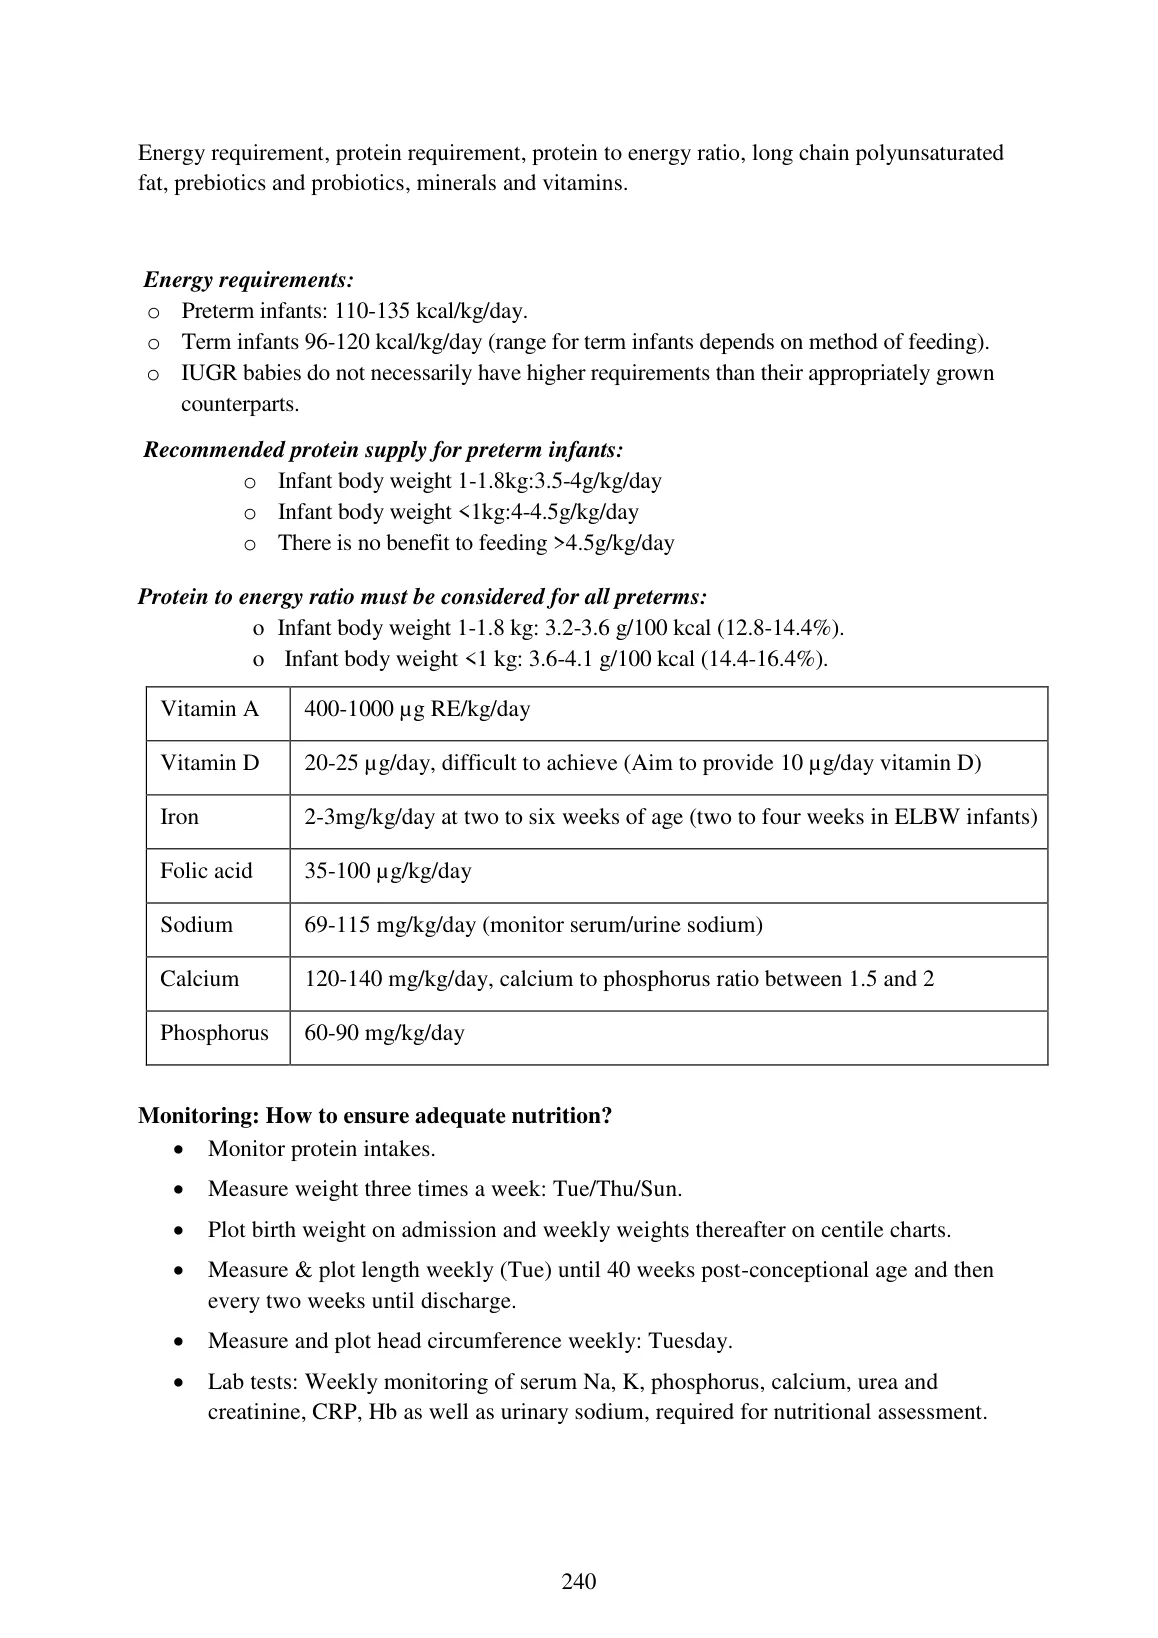 Energy requirement, protein requirement, protein to energy ratio, long chain polyunsaturated
fat, prebiotics and probiotics, minerals and vitamins.
Energy requirements:
o Preterm infants: 110-135 kcal/kg/day.
o Term infants 96-120 kcal/kg/day (range for term infants depends on method of feeding).
o IUGR babies do not necessarily have higher requirements than their appropriately grown
counterparts.
Recommended protein supply for preterm infants:
o Infant body weight 1-1.8kg:3.5-4g/kg/day
o Infant body weight <1kg:4-4.5g/kg/day
o There is no benefit to feeding >4.5g/kg/day
Protein to energy ratio must be considered for all preterms:
o Infant body weight 1-1.8 kg: 3.2-3.6 g/100 kcal (12.8-14.4%).
o Infant body weight <1 kg: 3.6-4.1 g/100 kcal (14.4-16.4%).
Vitamin A 400-1000 µg RE/kg/day
Vitamin D 20-25 µg/day, difficult to achieve (Aim to provide 10 µg/day vitamin D)
Iron 2-3mg/kg/day at two to six weeks of age (two to four weeks in ELBW infants)
Folic acid 35-100 µg/kg/day
Sodium 69-115 mg/kg/day (monitor serum/urine sodium)
Calcium 120-140 mg/kg/day, calcium to phosphorus ratio between 1.5 and 2
Phosphorus 60-90 mg/kg/day
Monitoring: How to ensure adequate nutrition?
• Monitor protein intakes.
• Measure weight three times a week: Tue/Thu/Sun.
• Plot birth weight on admission and weekly weights thereafter on centile charts.
• Measure & plot length weekly (Tue) until 40 weeks post-conceptional age and then
every two weeks until discharge.
• Measure and plot head circumference weekly: Tuesday.
• Lab tests: Weekly monitoring of serum Na, K, phosphorus, calcium, urea and
creatinine, CRP, Hb as well as urinary sodium, required for nutritional assessment.
240